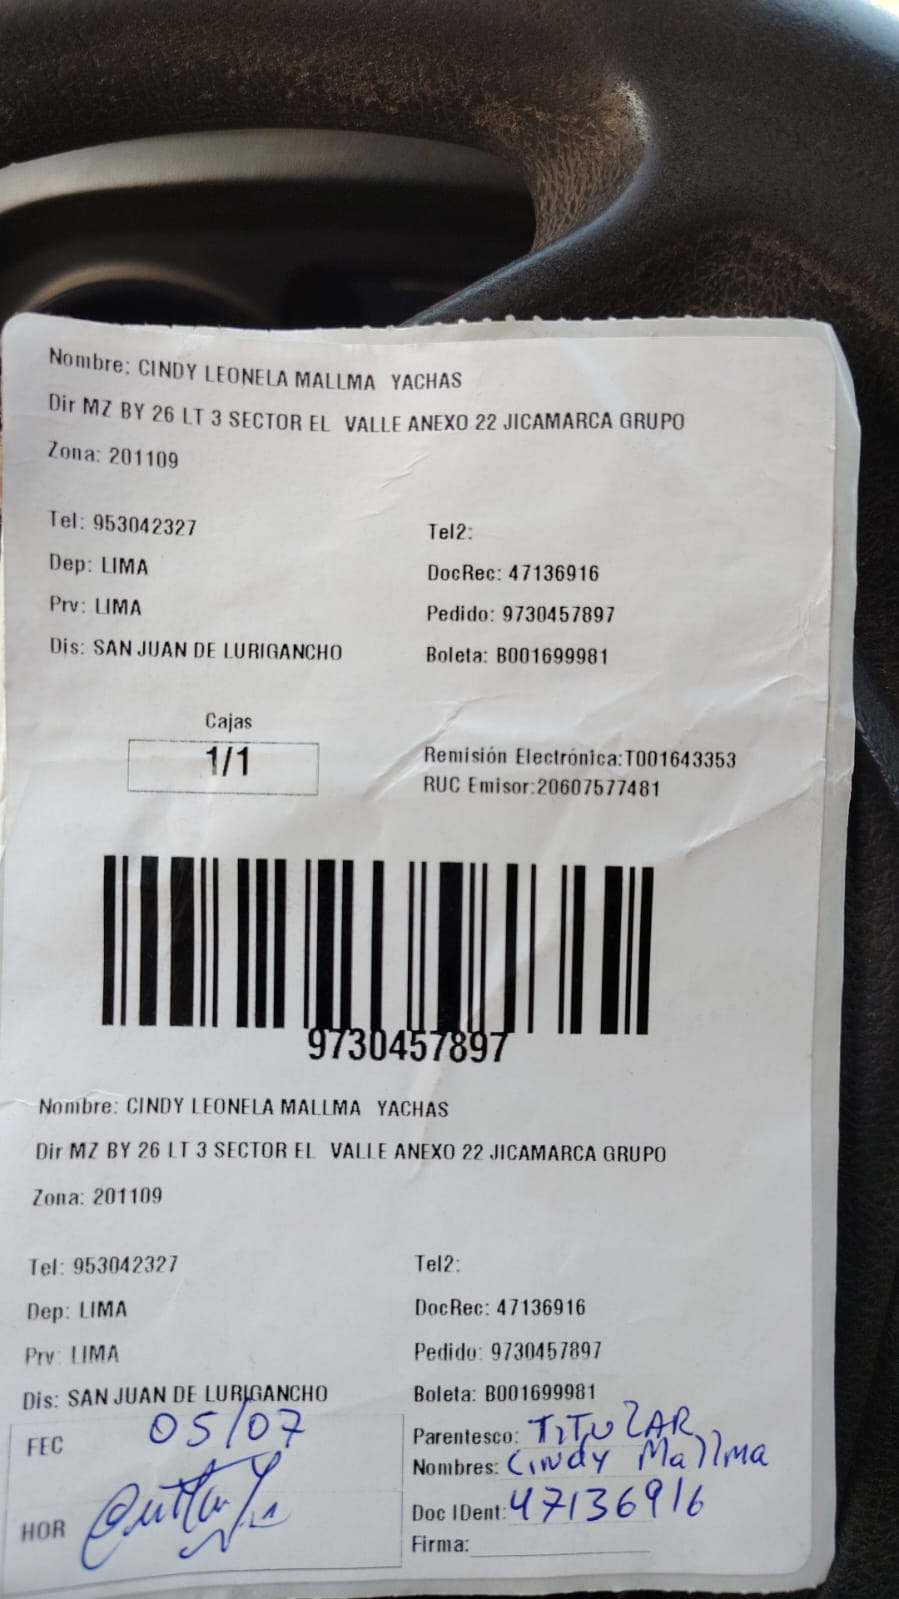 Nombre: CINDY LEONELA MALLMA YACHAS
Dir MZ BY 26 LT 3 SECTOR EL VALLE ANEXO 22 JICAMARCA GRUPO
Zona: 201109
Tel: 953042327
Tel2:
Dep: LIMA
DocRec: 47136916
Prv: LIMA
Pedido: 9730457897
Dis: SAN JUAN DE LURIGANCHO
Boleta: B001699981
Cajas
1/1
Remisión Electrónica:T001643353
RUC Emisor:20607577481
9730457897
Nombre: CINDY LEONELA MALLMA YACHAS
Dir MZ BY 26 LT 3 SECTOR EL VALLE ANEXO 22 JICAMARCA GRUPO
Zona: 201109
Tel: 953042327
Tel2:
Dep: LIMA
DocRec: 47136916
Prv: LIMA
Pedido: 9730457897
Dis: SAN JUAN DE LURIGANCHO
Boleta: B001699981
FEC 05/07
Parentesco: TITULAR
Nombres: Cindy Mallma
HOR
Doc IDent: 47136916
Firma: